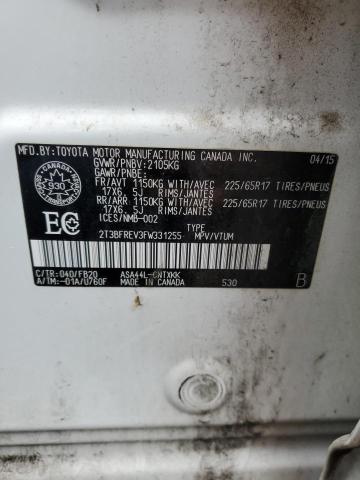 MFD.BY:TOYOTA MOTOR MANUFACTURING CANADA INC. 04/15
GVWR/PNBV:2105KG
GAWR/PNBE:
FR/AVT 1150KG WITH/AVEC 225/65R17 TIRES/PNEUS
17X6.5J RIMS/JANTES
RR/ARR 1150KG WITH/AVEC 225/65R17 TIRES/PNEUS
17X6.5J RIMS/JANTES
ICES/NMB-002
930
EC
TYPE
2T3BFREV3FW331255 MPV/VTUM
C/TR:040/FB20 ASA44L-GNTXKK
A/TM:-01A/U760F MADE IN CANADA 530 B